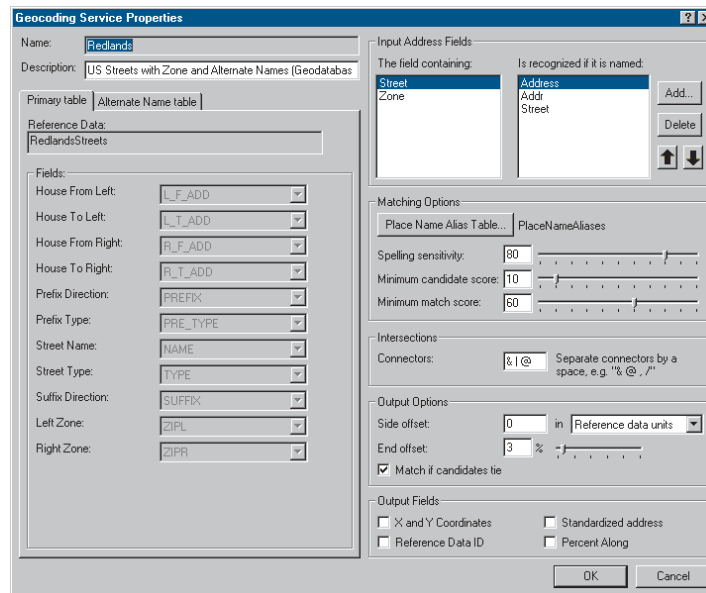 Geocoding Service Properties
Name: Redlands
Description: US Streets with Zone and Alternate Names (Geodatabas
Primary table
Alternate Name table
Reference Data:
RedlandsStreets
Fields:
House From Left: L_F_ADD
House To Left: L_T_ADD
House From Right: R_F_ADD
House To Right: R_T_ADD
Prefix Direction: PREFIX
Prefix Type: PRE_TYPE
Street Name: NAME
Street Type: TYPE
Suffix Direction: SUFFIX
Left Zone: ZIPL
Right Zone: ZIPR
Input Address Fields
The field containing:
Street
Zone
Is recognized if it is named:
Address
Addr
Street
Add...
Delete
Matching Options
Place Name Alias Table... PlaceNameAliases
Spelling sensitivity: 80
Minimum candidate score: 10
Minimum match score: 60
Intersections
Connectors: & | @ Separate connectors by a
space, e.g. "& @ , /"
Output Options
Side offset: 0 in Reference data units
End offset: 3 %
Match if candidates tie
Output Fields
X and Y Coordinates
Standardized address
Reference Data ID
Percent Along
OK
Cancel